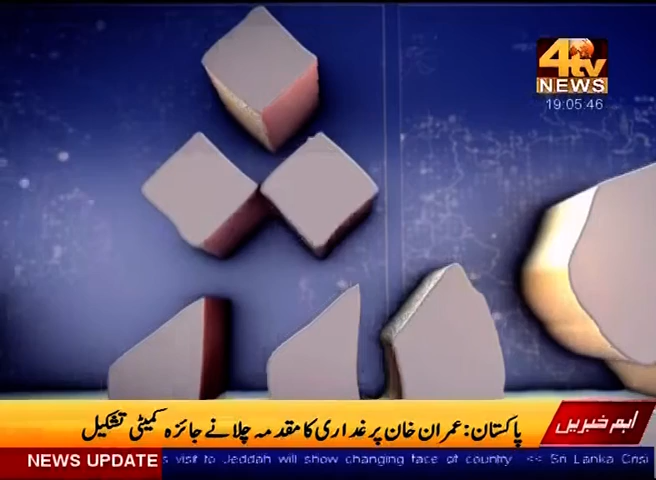 4tv
NEWS
19:05:46
پاکستان: عمران خان پر غداری کا مقدمہ چلانے جائزہ کمیٹی تشکیل
اہم خبریں
NEWS UPDATE
s visit to Jeddah will show changing face of country << Sri Lanka Crisi